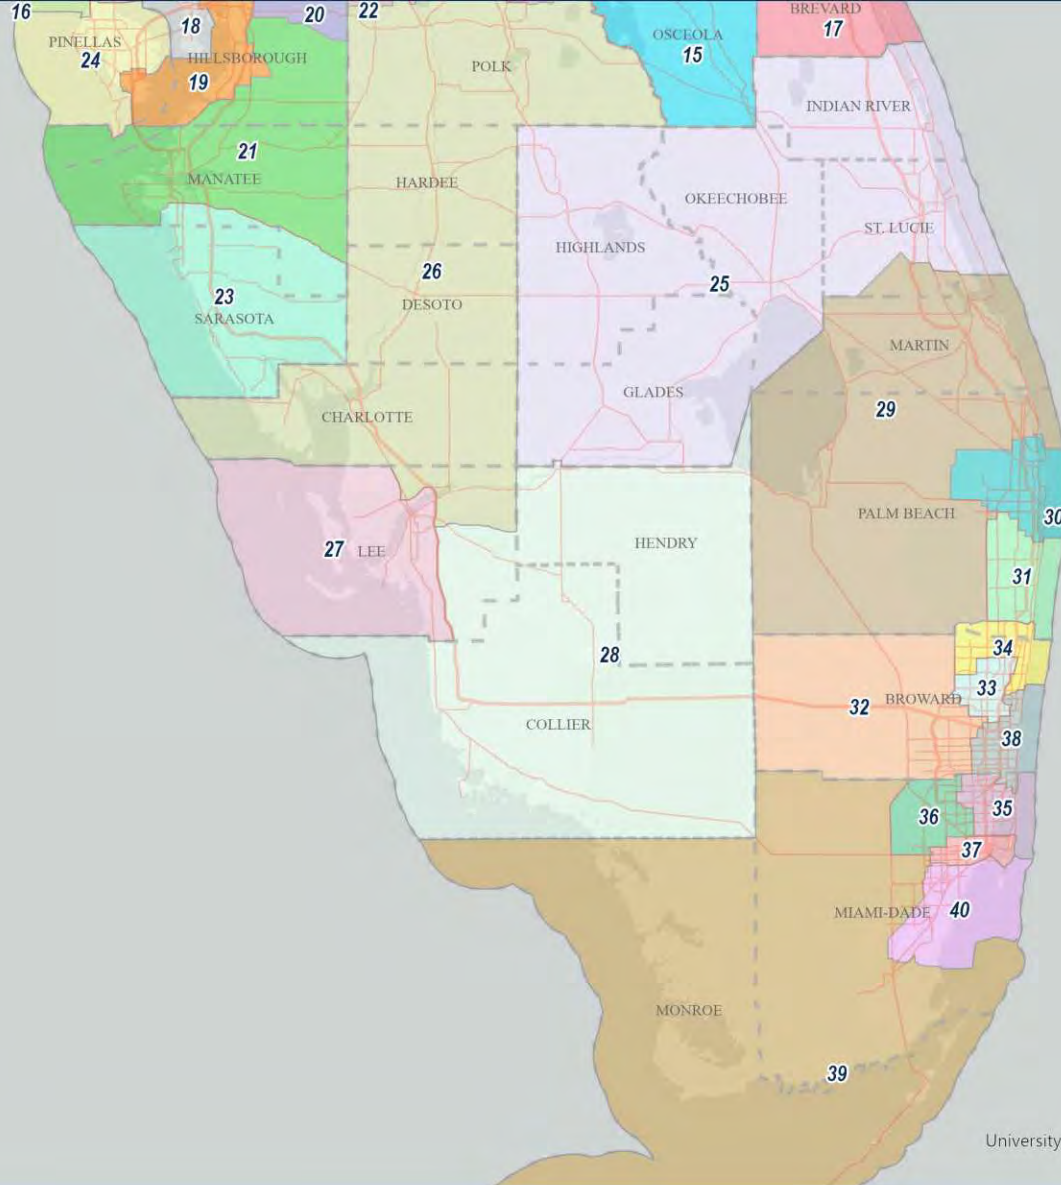 16
18
20
22
BREVARD
17
OSCEOLA
15
PINELLAS
24
HILLSBOROUGH
19
POLK
INDIAN RIVER
21
MANATEE
HARDEE
OKEECHOBEE
ST. LUCIE
HIGHLANDS
26
25
23
SARASOTA
DESOTO
MARTIN
GLADES
29
CHARLOTTE
PALM BEACH
30
27
LEE
HENDRY
31
28
34
33
32
BROWARD
COLLIER
38
36
35
37
MIAMI-DADE
40
MONROE
39
University